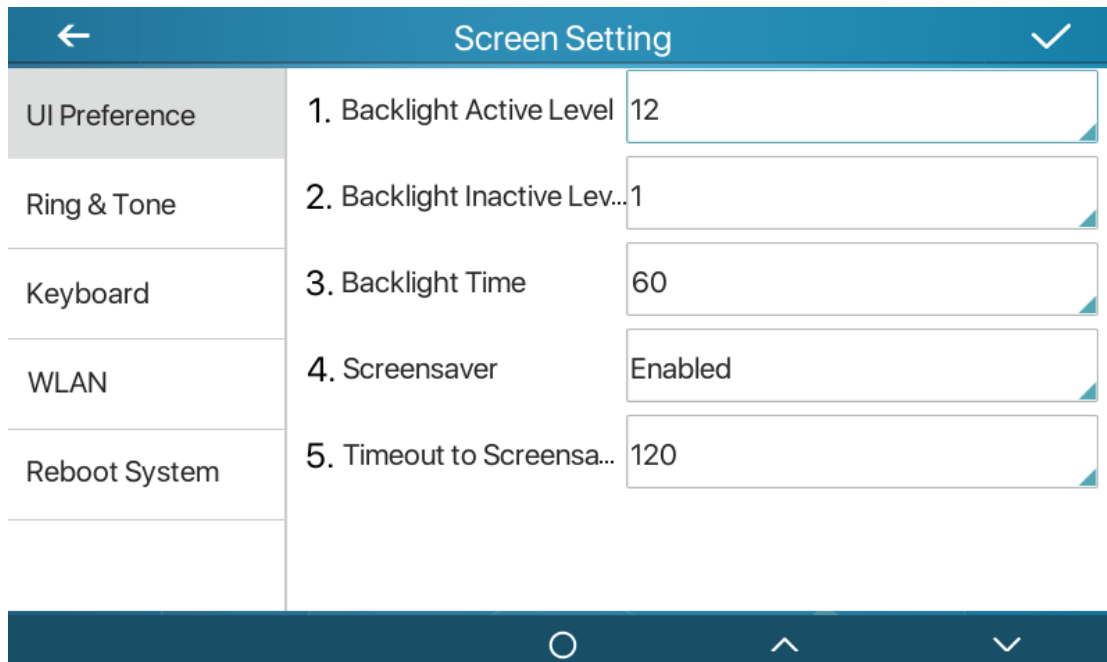 Screen Setting
UI Preference
Ring & Tone
Keyboard
WLAN
Reboot System
1. Backlight Active Level 12
2. Backlight Inactive Lev... 1
3. Backlight Time 60
4. Screensaver Enabled
5. Timeout to Screensa... 120